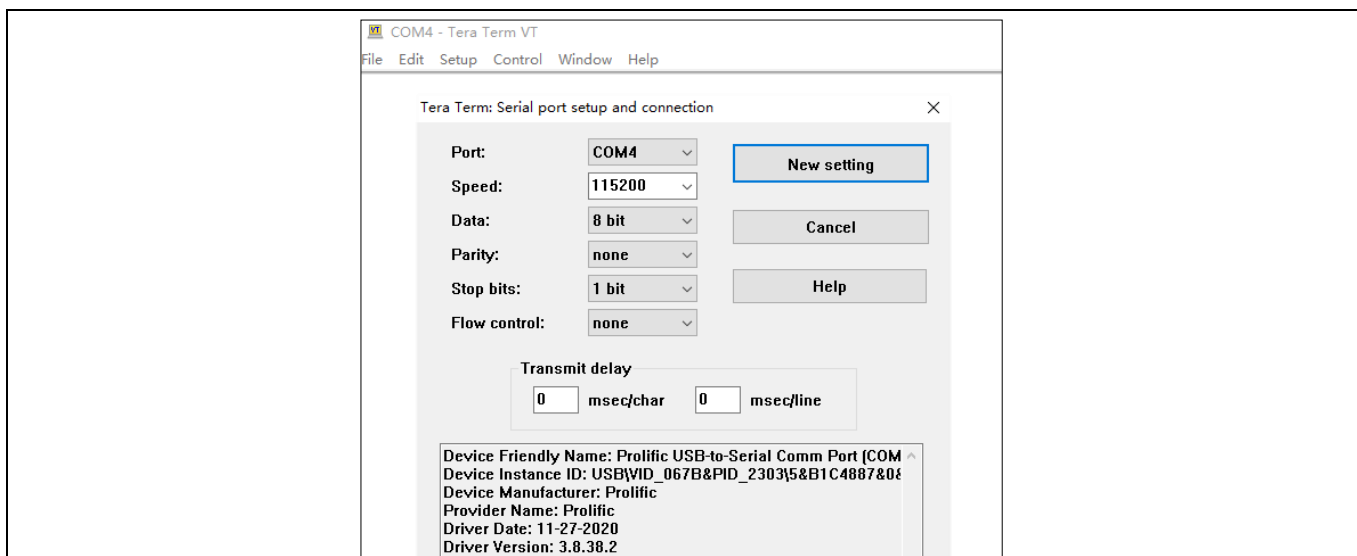 COM4 - Tera Term VT
File Edit Setup Control Window Help
Tera Term: Serial port setup and connection
Port: COM4 New setting
Speed: 115200
Data: 8 bit Cancel
Parity: none
Stop bits: 1 bit Help
Flow control: none
Transmit delay
0 msec/char 0 msec/line
Device Friendly Name: Prolific USB-to-Serial Comm Port (COM
Device Instance ID: USB\VID_067B&PID_2303\5&B1C4887&0&
Device Manufacturer: Prolific
Provider Name: Prolific
Driver Date: 11-27-2020
Driver Version: 3.8.38.2